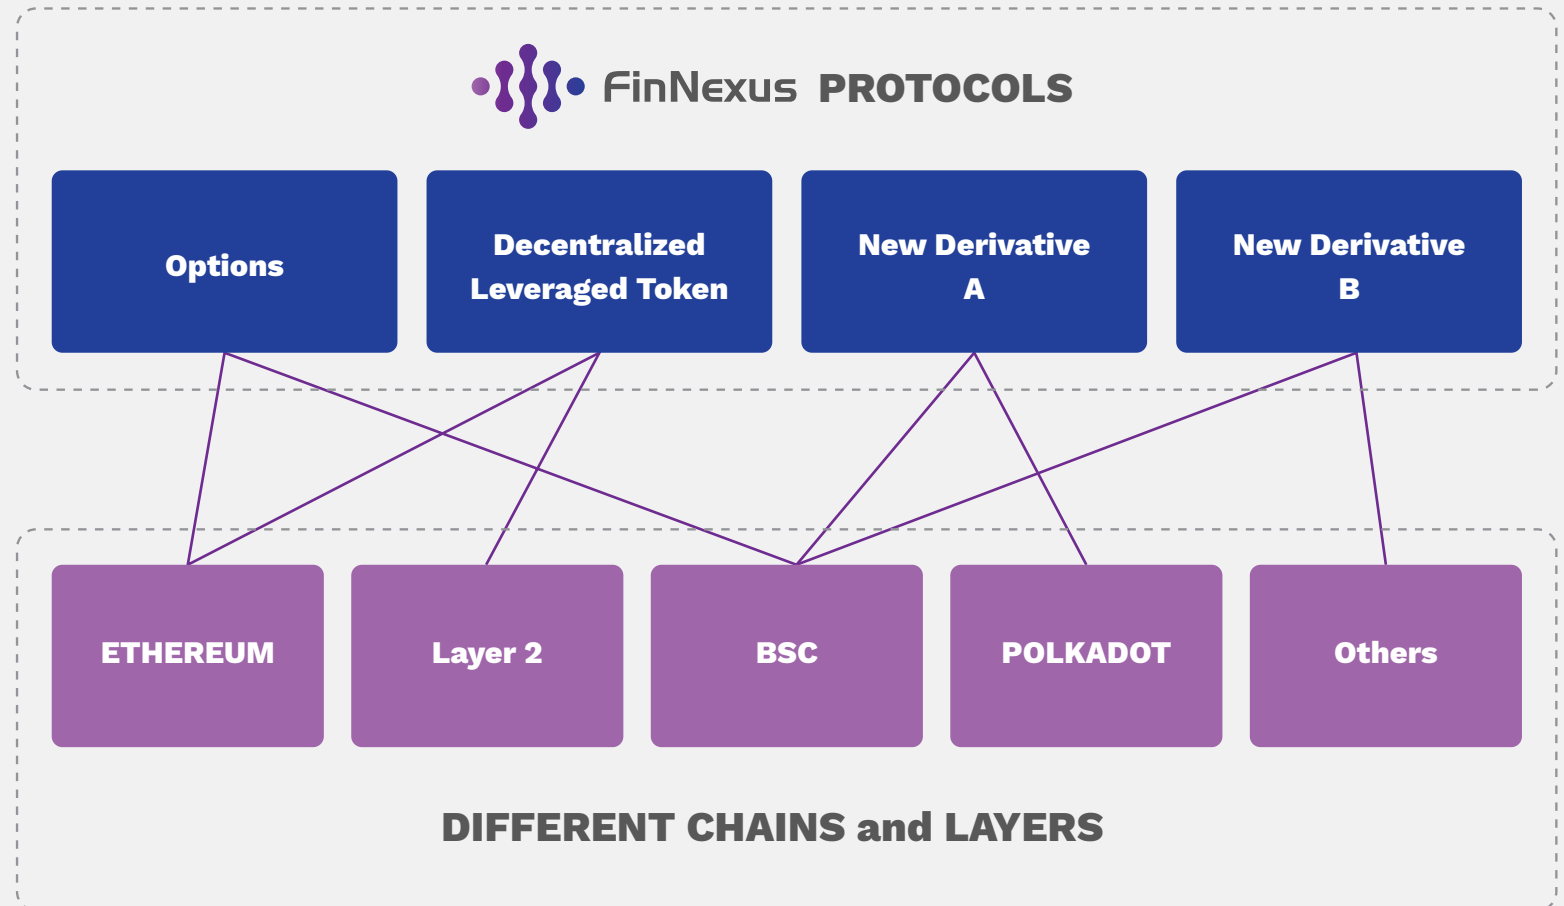 FinNexus PROTOCOLS
Options
Decentralized
Leveraged Token
New Derivative
A
New Derivative
B
ETHEREUM
Layer 2
BSC
POLKADOT
Others
DIFFERENT CHAINS and LAYERS